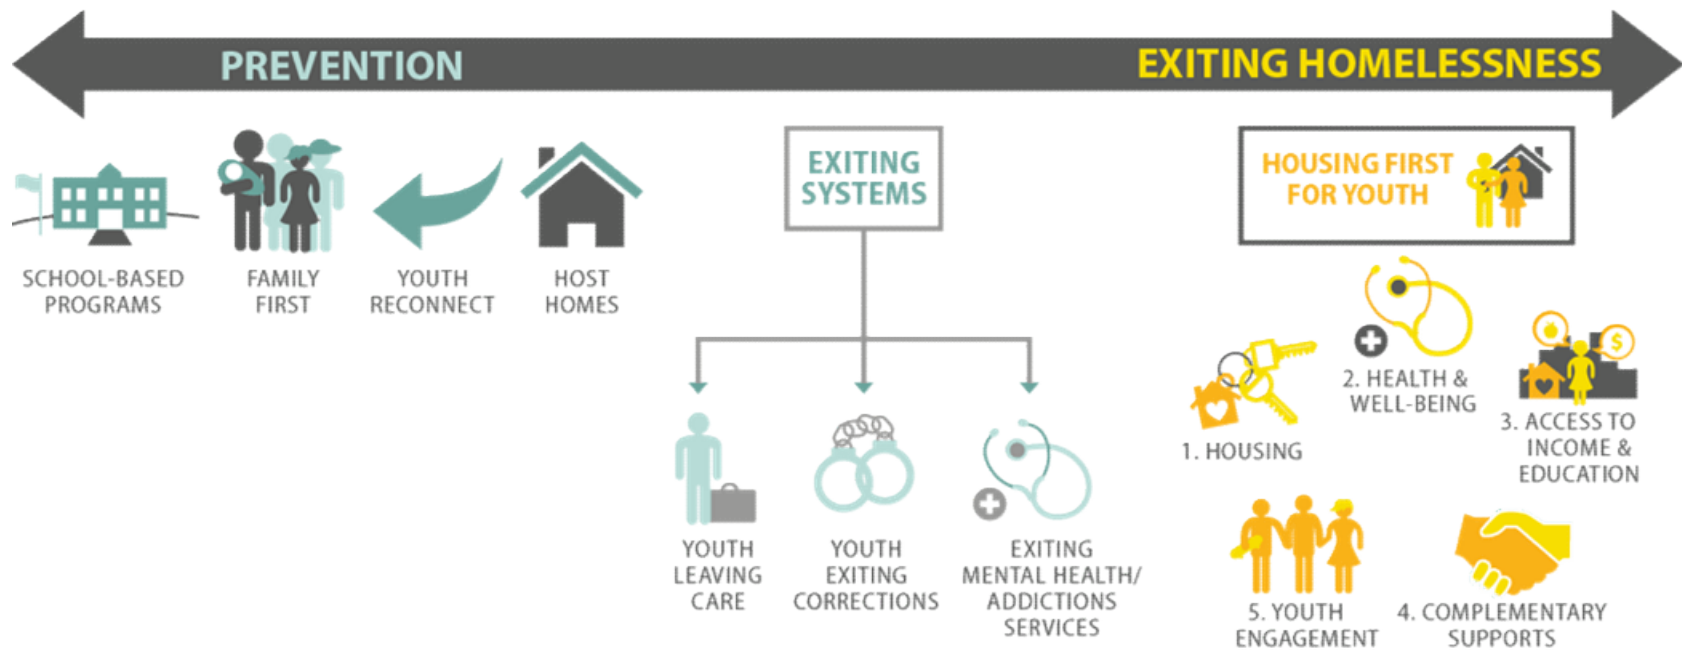 PREVENTION
EXITING HOMELESSNESS
SCHOOL-BASED
PROGRAMS
FAMILY
FIRST
YOUTH
RECONNECT
HOST
HOMES
EXITING
SYSTEMS
YOUTH
LEAVING
CARE
YOUTH
EXITING
CORRECTIONS
EXITING
MENTAL HEALTH/
ADDICTIONS
SERVICES
HOUSING FIRST
FOR YOUTH
1. HOUSING
2. HEALTH &
WELL-BEING
$
3. ACCESS TO
INCOME &
EDUCATION
5. YOUTH
ENGAGEMENT
4. COMPLEMENTARY
SUPPORTS